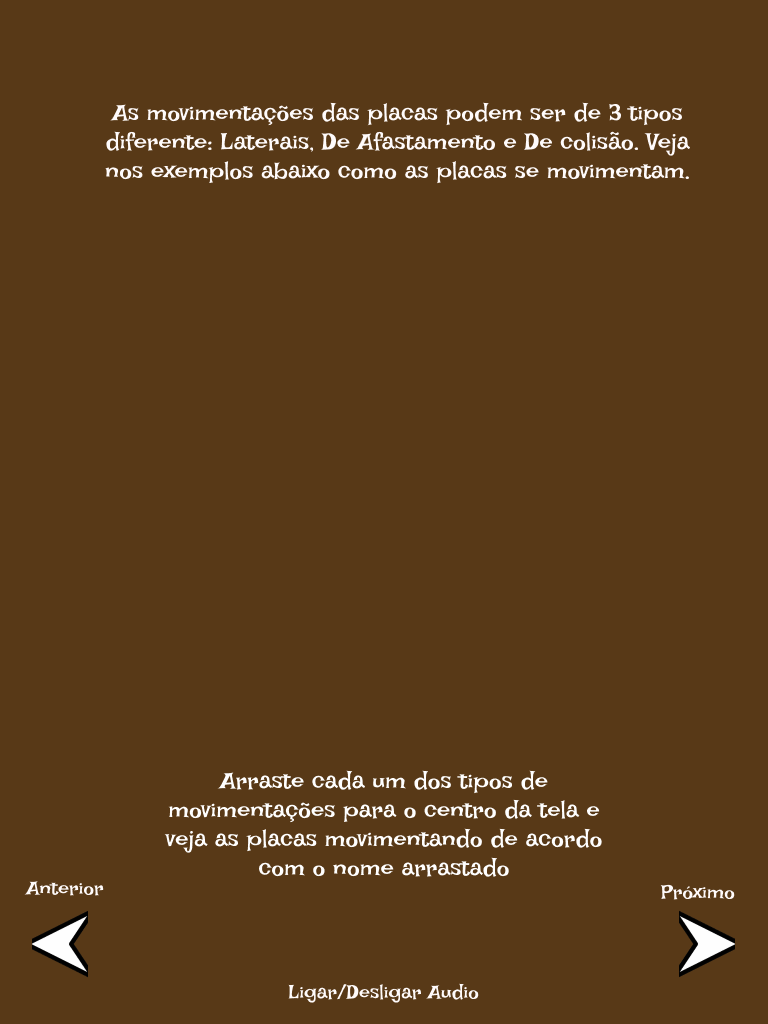 As movimentações das placas podem ser de 3 tipos
diferente: Laterais, De Afastamento e De colisão. Veja
nos exemplos abaixo como as placas se movimentam.
Arraste cada um dos tipos de
movimentações para o centro da tela e
veja as placas movimentando de acordo
com o nome arrastado
Anterior
Próximo
Ligar/Desligar Audio